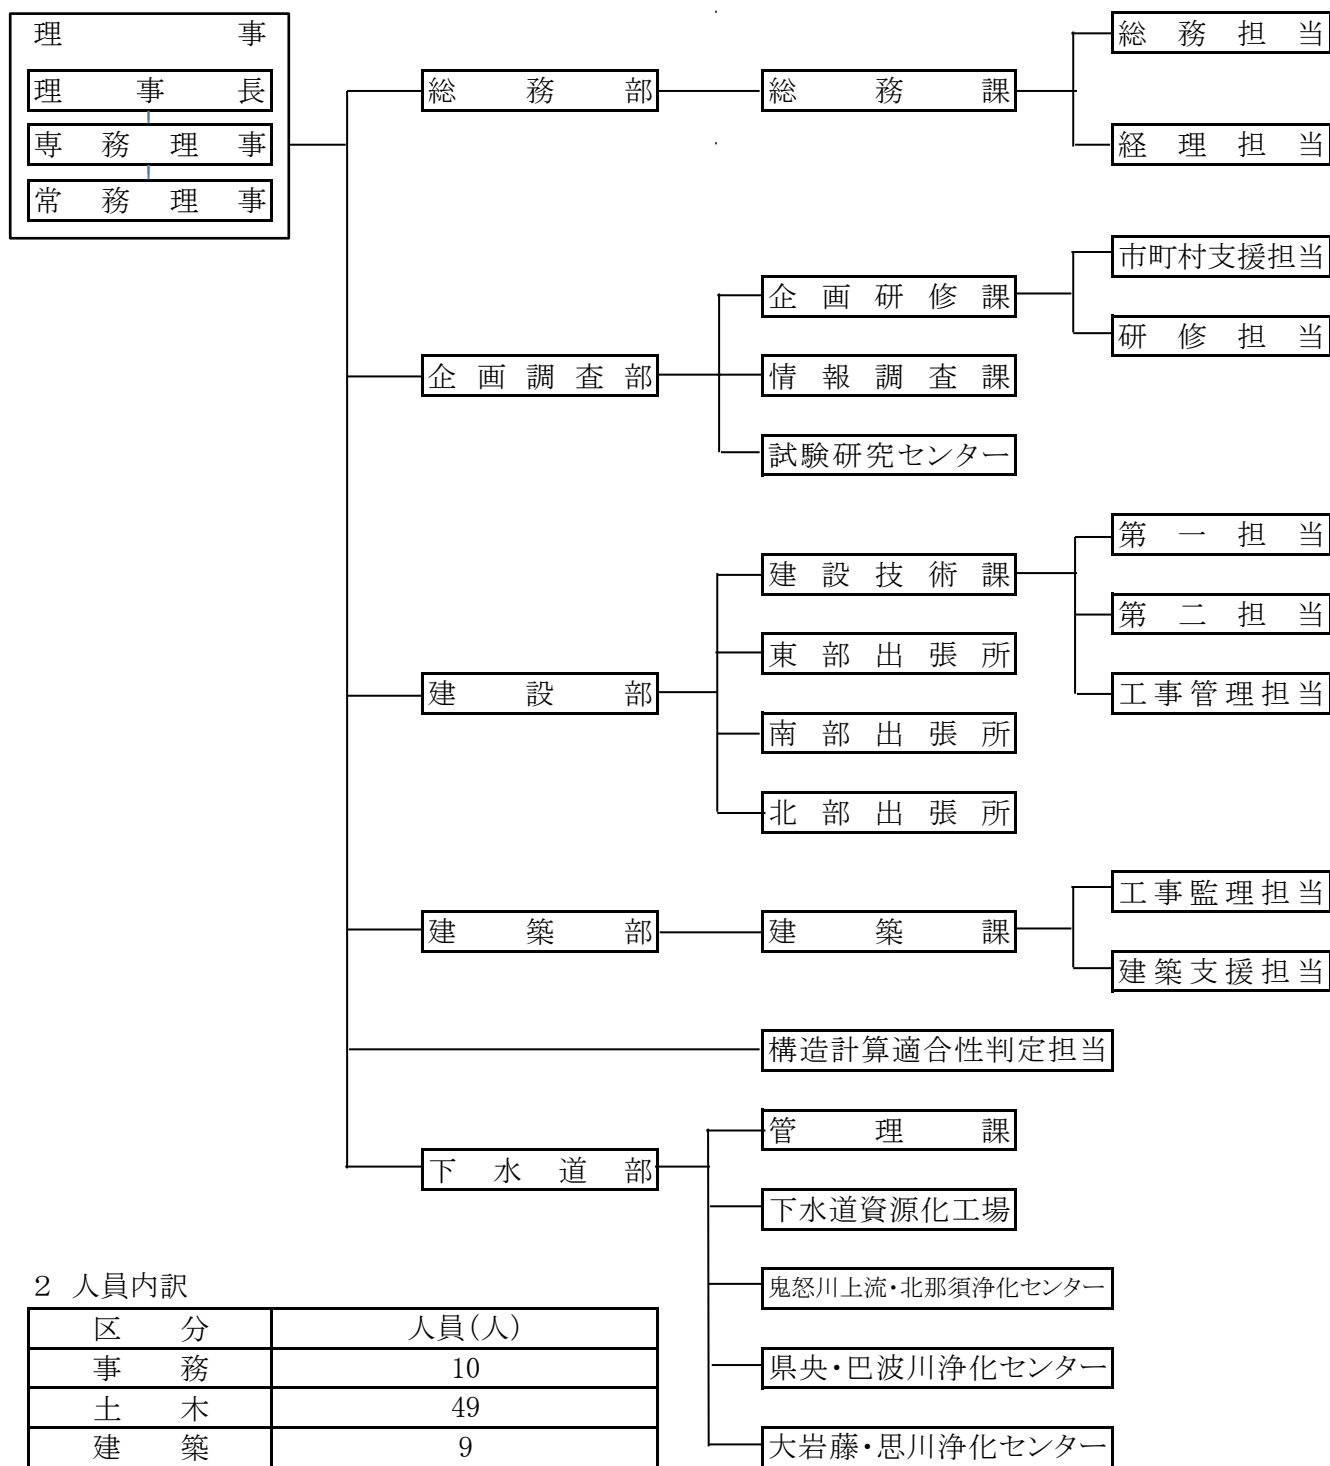 理事
理事長
専務理事
常務理事
総務部
総務課
総務担当
経理担当
企画調査部
企画研修課
市町村支援担当
研修担当
情報調査課
試験研究センター
建設部
建設技術課
第一担当
第二担当
工事管理担当
東部出張所
南部出張所
北部出張所
建築部
建築課
工事監理担当
建築支援担当
構造計算適合性判定担当
下水道部
管理課
下水道資源化工場
鬼怒川上流・北那須浄化センター
県央・巴波川浄化センター
大岩藤・思川浄化センター
2 人員内訳
区分 人員(人)
事務 10
土木 49
建築 9